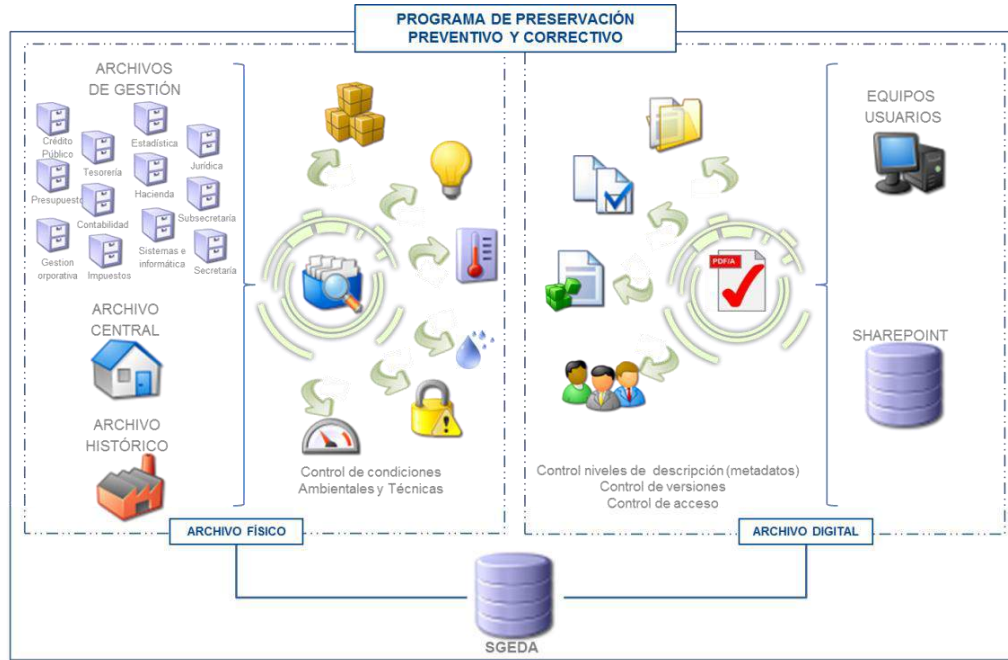 PROGRAMA DE PRESERVACIÓN
PREVENTIVO Y CORRECTIVO
ARCHIVOS
DE GESTIÓN
Crédito
Público
Tesorería
Estadística
Jurídica
Presupuesto
Contabilidad
Hacienda
Subsecretaría
Gestion
orporativa
Impuestos
Sistemas e
informática
Secretaría
ARCHIVO
CENTRAL
ARCHIVO
HISTÓRICO
Control de condiciones
Ambientales y Técnicas
ARCHIVO FÍSICO
PDF/A
Control niveles de descripción (metadatos)
Control de versiones
Control de acceso
EQUIPOS
USUARIOS
SHAREPOINT
ARCHIVO DIGITAL
SGEDA